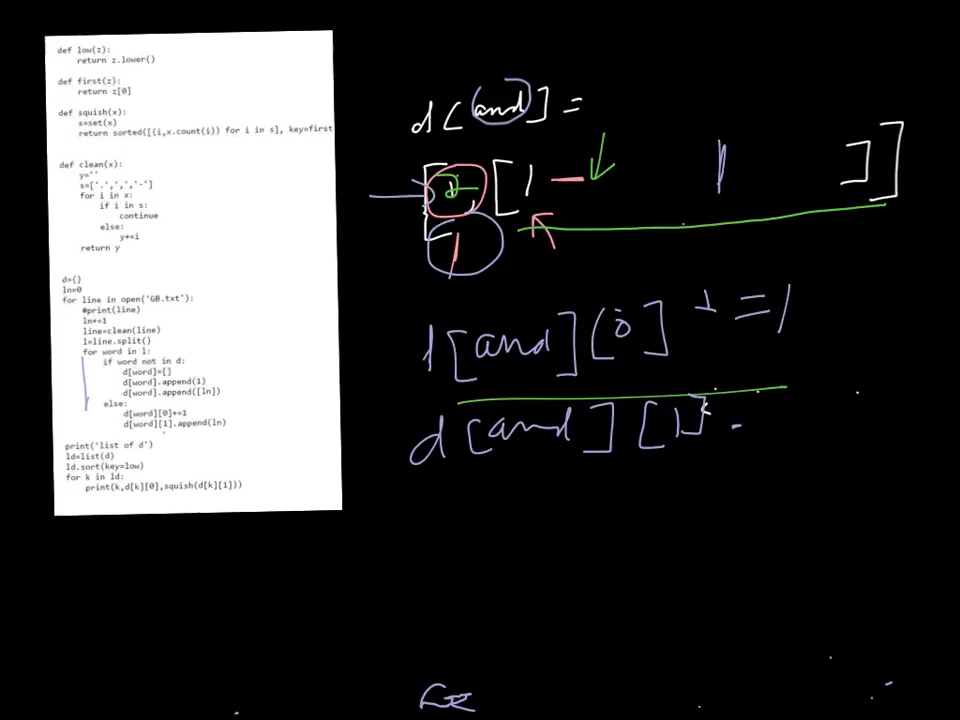 def low(z):
    return z.lower()
def first(z):
    return z[0]
def squish(x):
    s=set(x)
    return sorted([(i,x.count(i)) for i in s], key=first
def clean(x):
    y=''
    s=['.',',','-']
    for i in x:
        if i in s:
            continue
        else:
            y+=i
    return y
d={}
ln=0
for line in open('GB.txt'):
    #print(line)
    ln+=1
    line=clean(line)
    l=line.split()
    for word in l:
        if word not in d:
            d[word]=[]
            d[word].append(1)
            d[word].append([ln])
        else:
            d[word][0]+=1
            d[word][1].append(ln)
print('list of d')
ld=list(d)
ld.sort(key=low)
for k in ld:
    print(k,d[k][0],squish(d[k][1]))
d[and] =
[ [1 ] ]
d[and][0] + = 1
d[and][1].